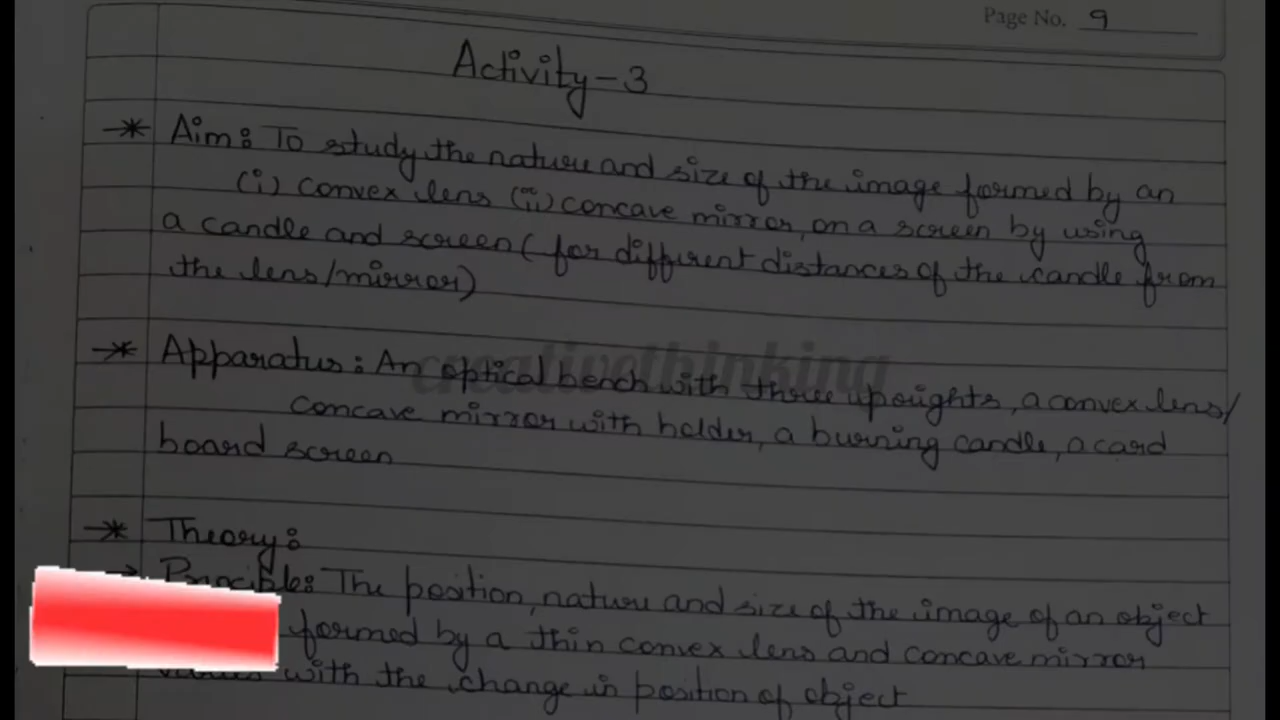 Page No. 9
Activity-3
Aim: To study the nature and size of the image formed by an
(i) convex lens (ii) concave mirror, on a screen by using
a candle and screen (for different distances of the candle from
the lens/mirror)
creativethinking
Apparatus: An optical bench with three uprights, a convex lens/
concave mirror with holder, a burning candle, a card
board screen
Theory:
→ Principle: The position, nature and size of the image of an object
formed by a thin convex lens and concave mirror
with the change in position of object